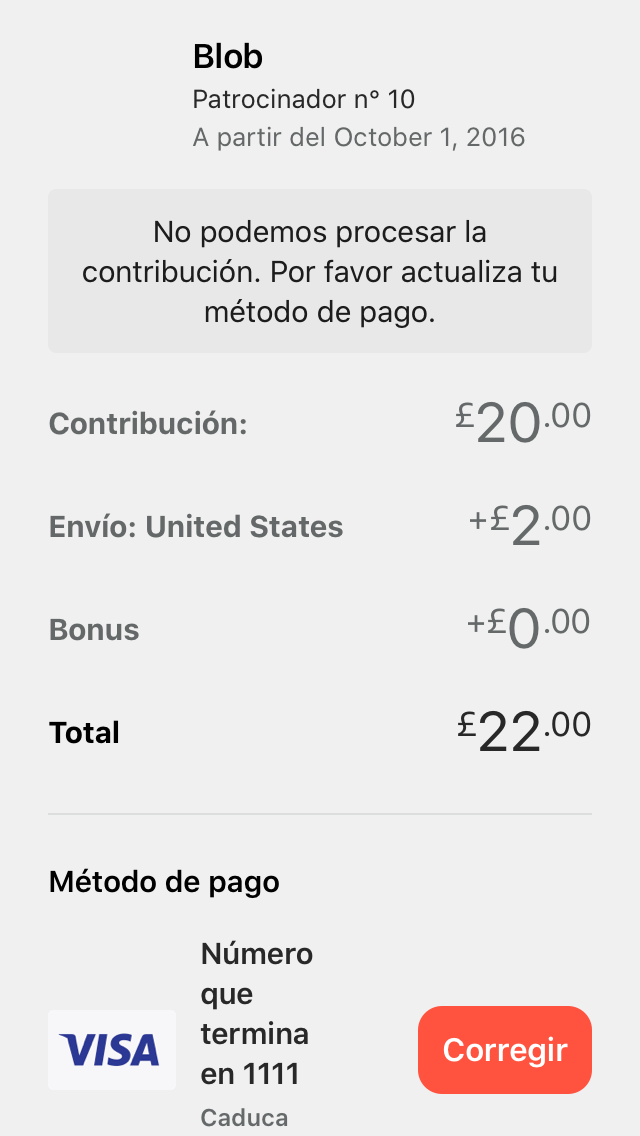 Blob
Patrocinador nº 10
A partir del October 1, 2016
No podemos procesar la
contribución. Por favor actualiza tu
método de pago.
Contribución: £20.00
Envío: United States +£2.00
Bonus +£0.00
Total £22.00
Método de pago
Número
que
termina
en 1111
VISA
Corregir
Caduca